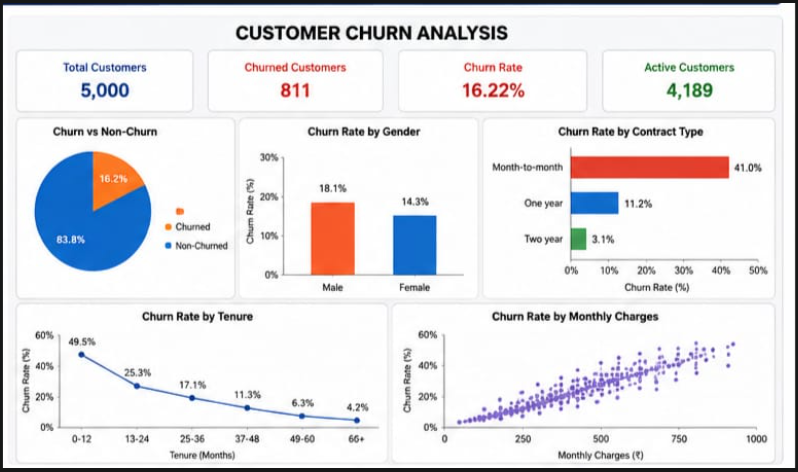 CUSTOMER CHURN ANALYSIS
Total Customers
5,000
Churned Customers
811
Churn Rate
16.22%
Active Customers
4,189
Churn vs Non-Churn
16.2%
83.8%
Churned
Non-Churned
Churn Rate by Gender
Churn Rate (%)
30%
20%
10%
0%
18.1%
14.3%
Male
Female
Churn Rate by Contract Type
Month-to-month
41.0%
One year
11.2%
Two year
3.1%
0% 10% 20% 30% 40% 50%
Churn Rate (%)
Churn Rate by Tenure
Churn Rate (%)
60%
40%
20%
0%
49.5%
25.3%
17.1%
11.3%
6.3%
4.2%
0-12 13-24 25-36 37-48 49-60 66+
Tenure (Months)
Churn Rate by Monthly Charges
Churn Rate (%)
60%
40%
20%
0%
0 250 500 750 1000
Monthly Charges (₹)